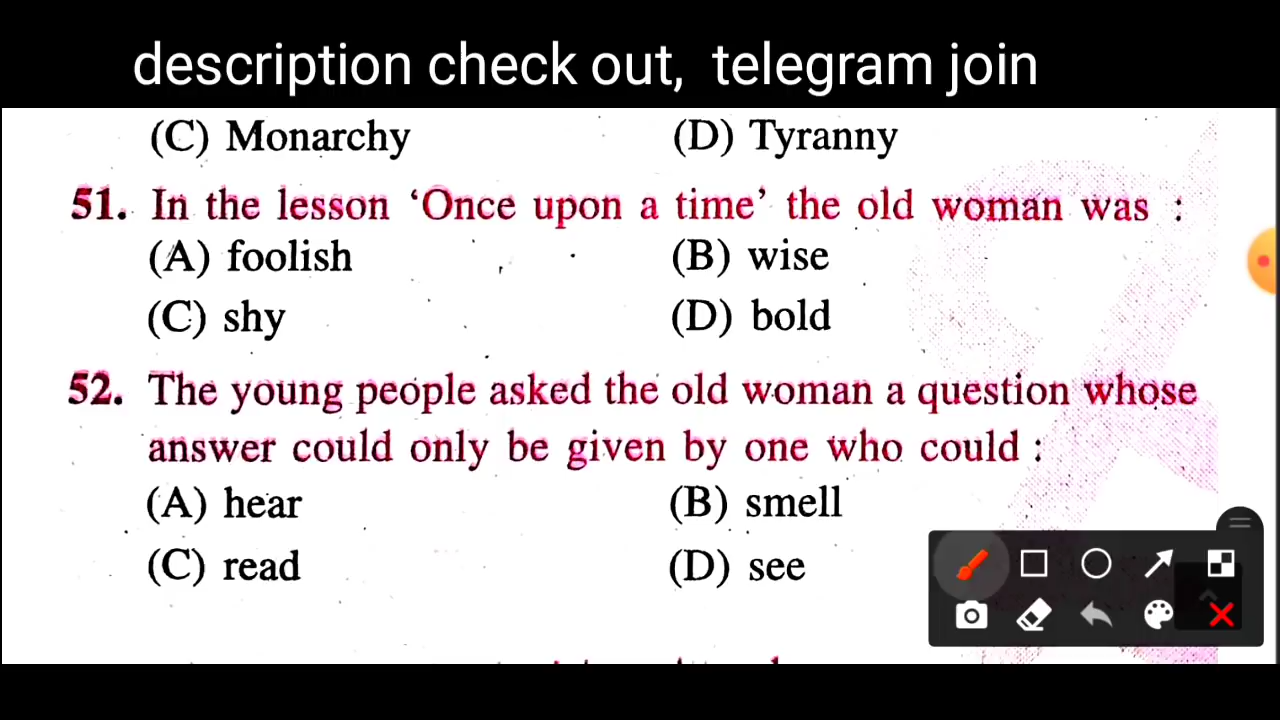 description check out, telegram join
(C) Monarchy (D) Tyranny
51. In the lesson ‘Once upon a time’ the old woman was :
(A) foolish (B) wise
(C) shy (D) bold
52. The young people asked the old woman a question whose
answer could only be given by one who could :
(A) hear (B) smell
(C) read (D) see